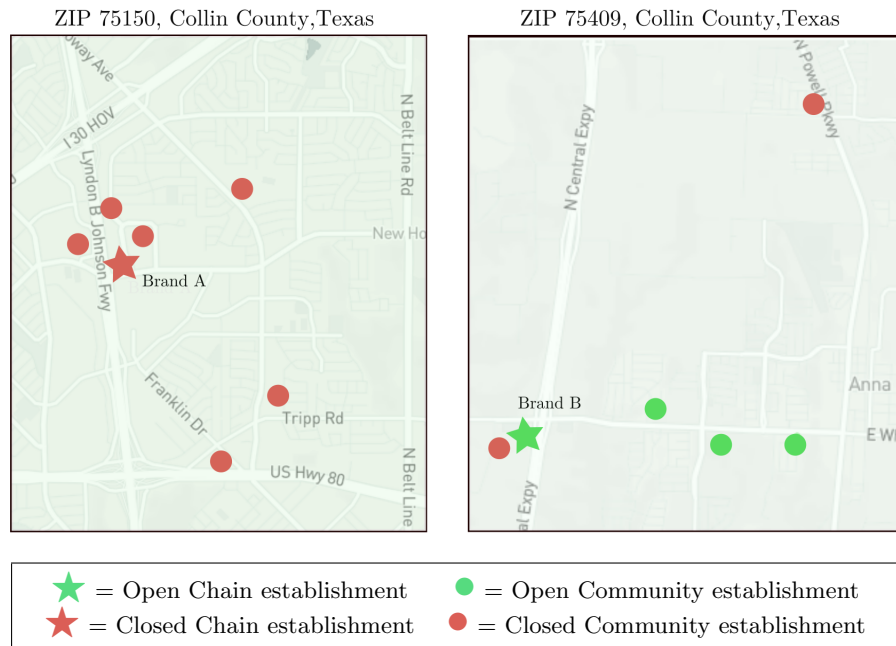 ZIP 75150, Collin County,Texas
oway Ave
I 30 HOV
Lyndon B Johnson Fwy
N Belt Line Rd
New Ho
Brand A
Franklin Dr
Tripp Rd
US Hwy 80
N Belt Line
ZIP 75409, Collin County,Texas
N Powell Pkwy
N Central Expy
Anna
Brand B
E W
al Expy
= Open Chain establishment
= Open Community establishment
= Closed Chain establishment
= Closed Community establishment